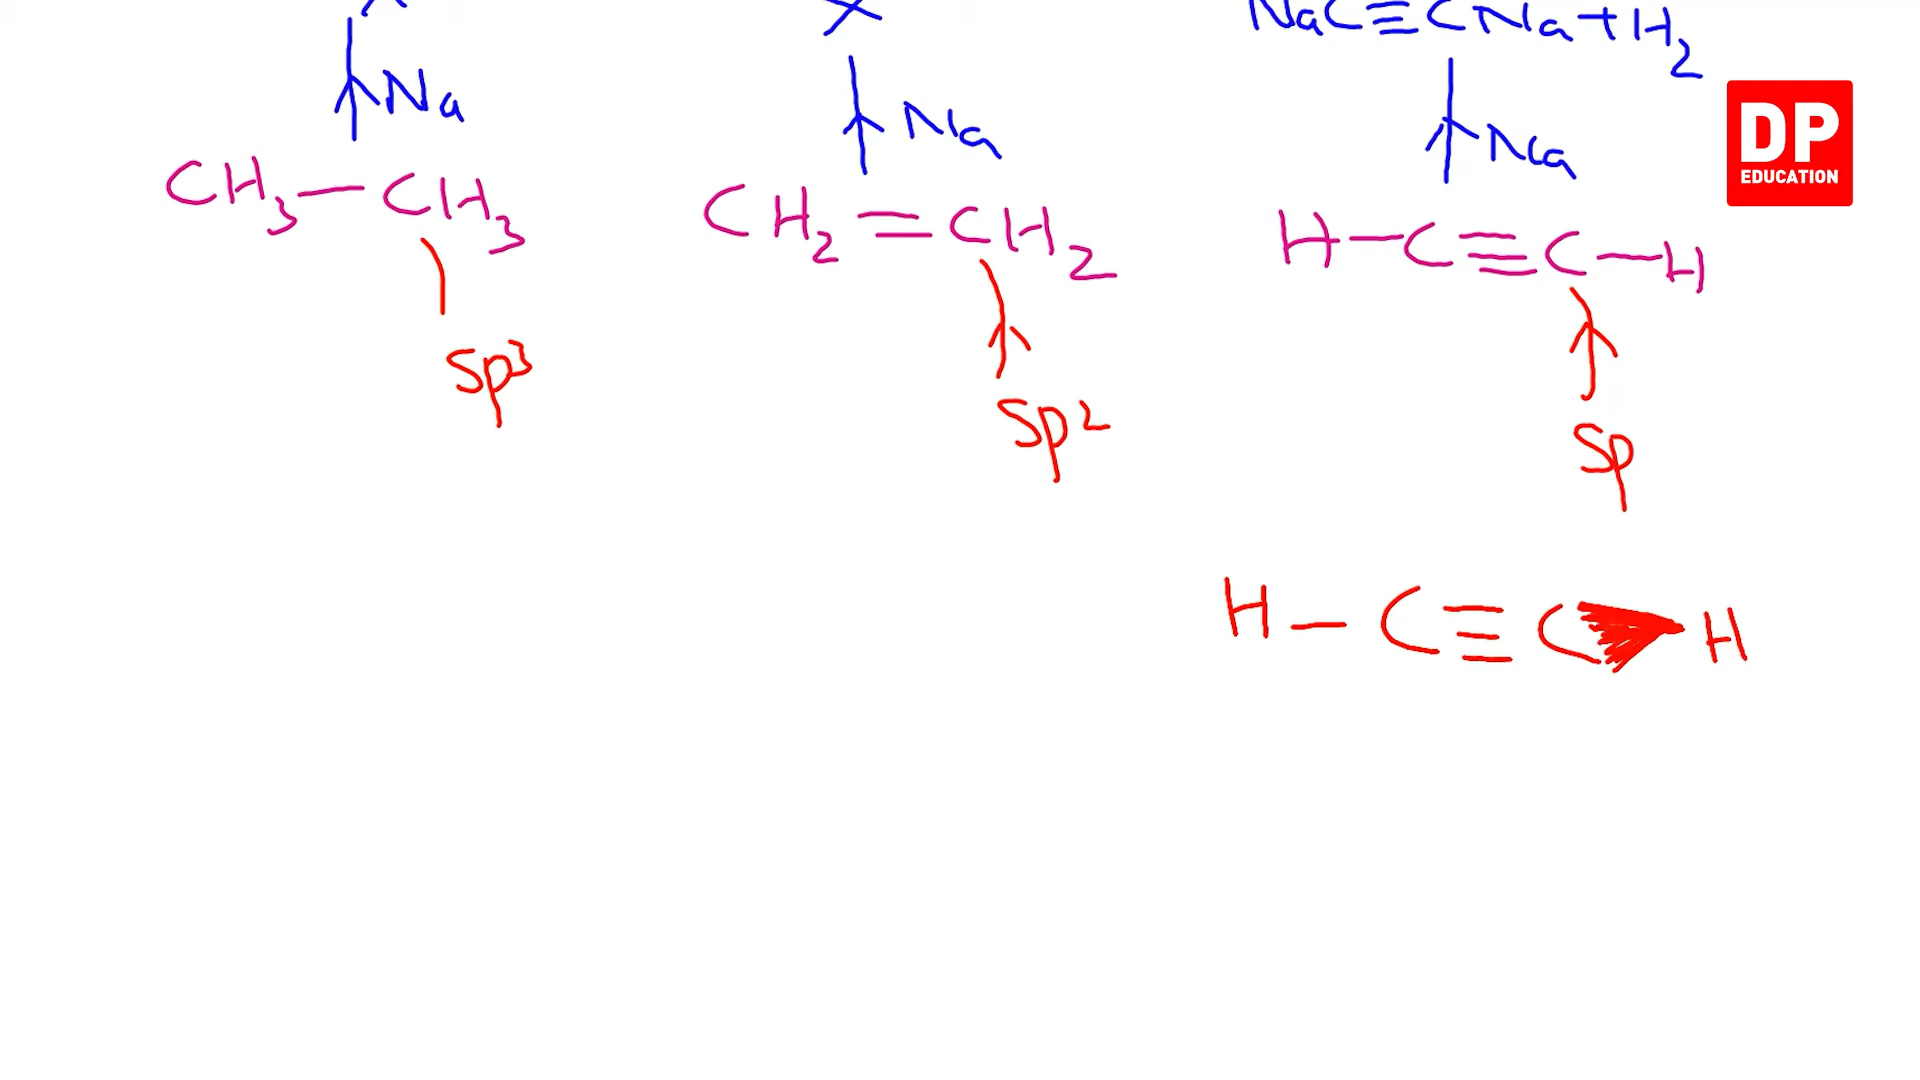 X X NaC≡CNa + H₂
Na Na Na
DP
EDUCATION
CH₃—CH₃ CH₂=CH₂ H—C≡C—H
Sp³ Sp² Sp
H—C≡C H